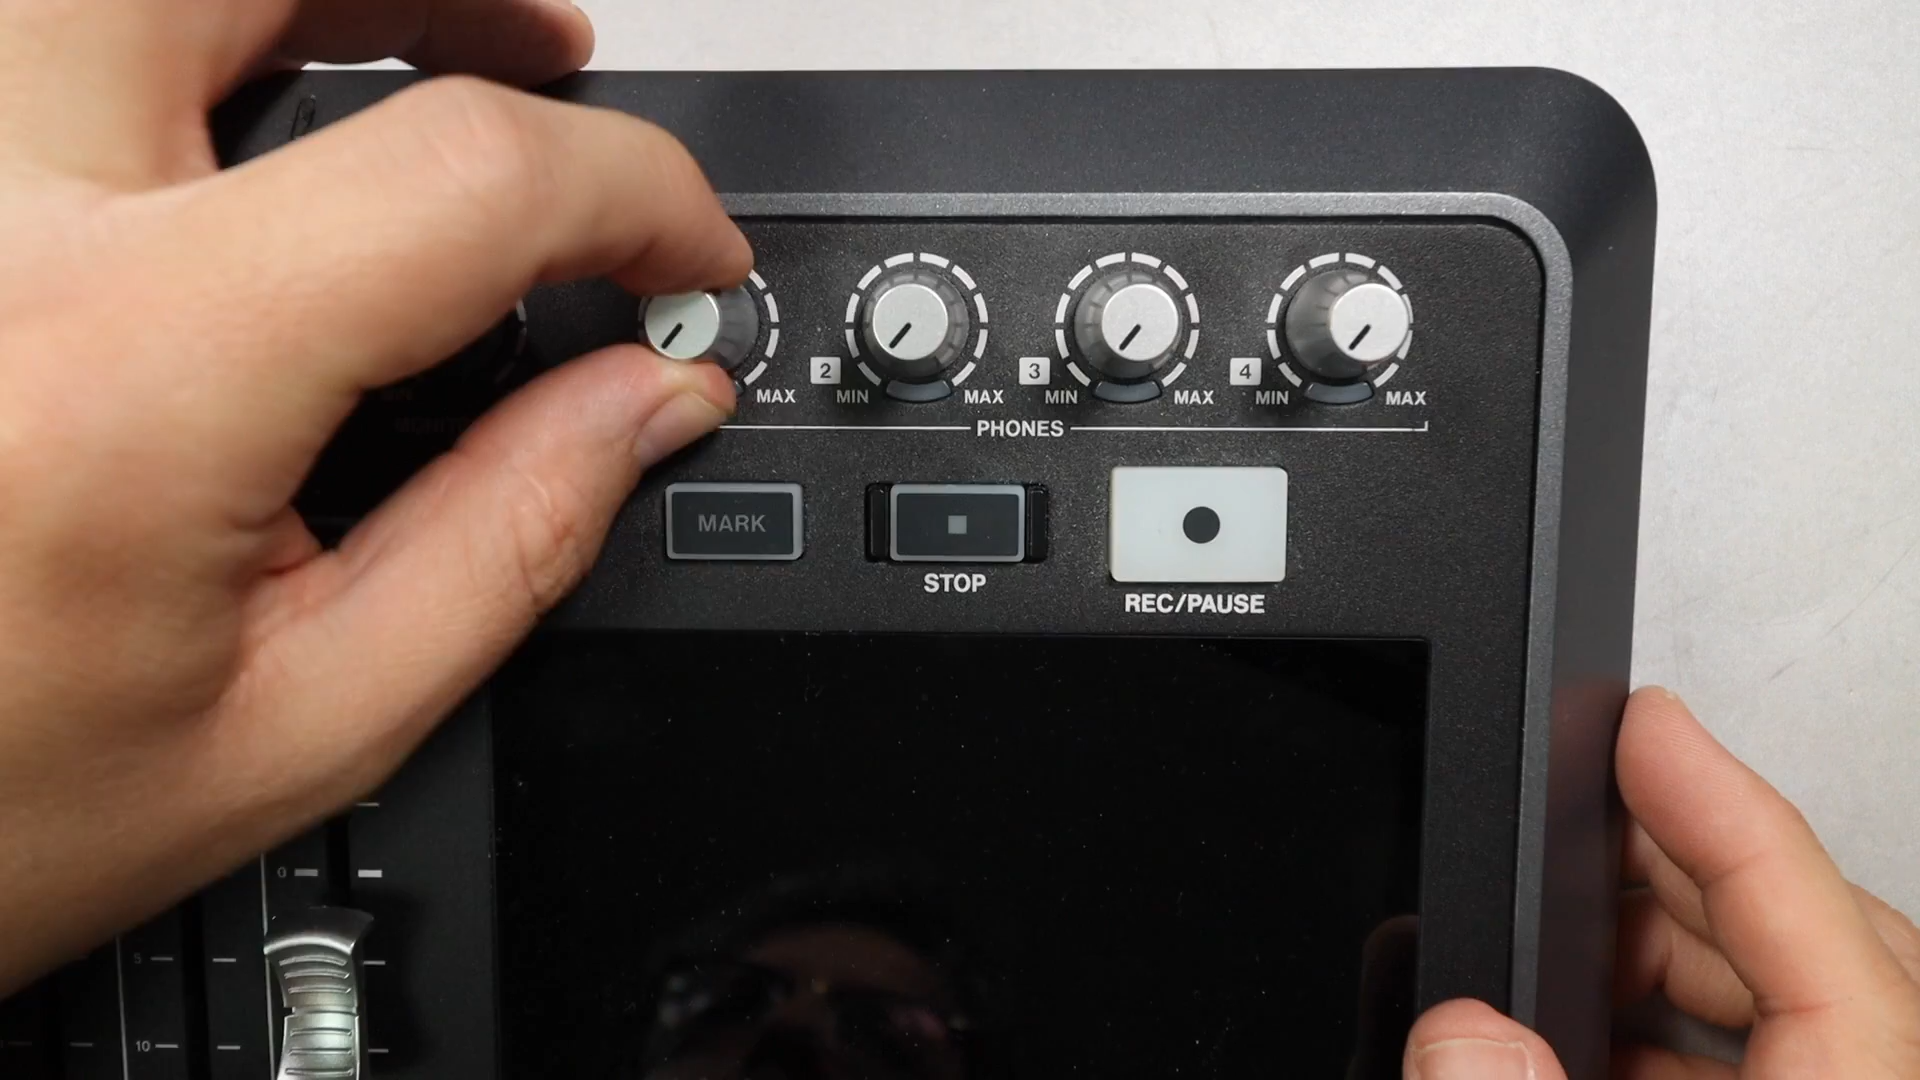 MAX 2 MIN MAX 3 MIN MAX 4 MIN MAX
PHONES
MARK
STOP
REC/PAUSE
0
5
10